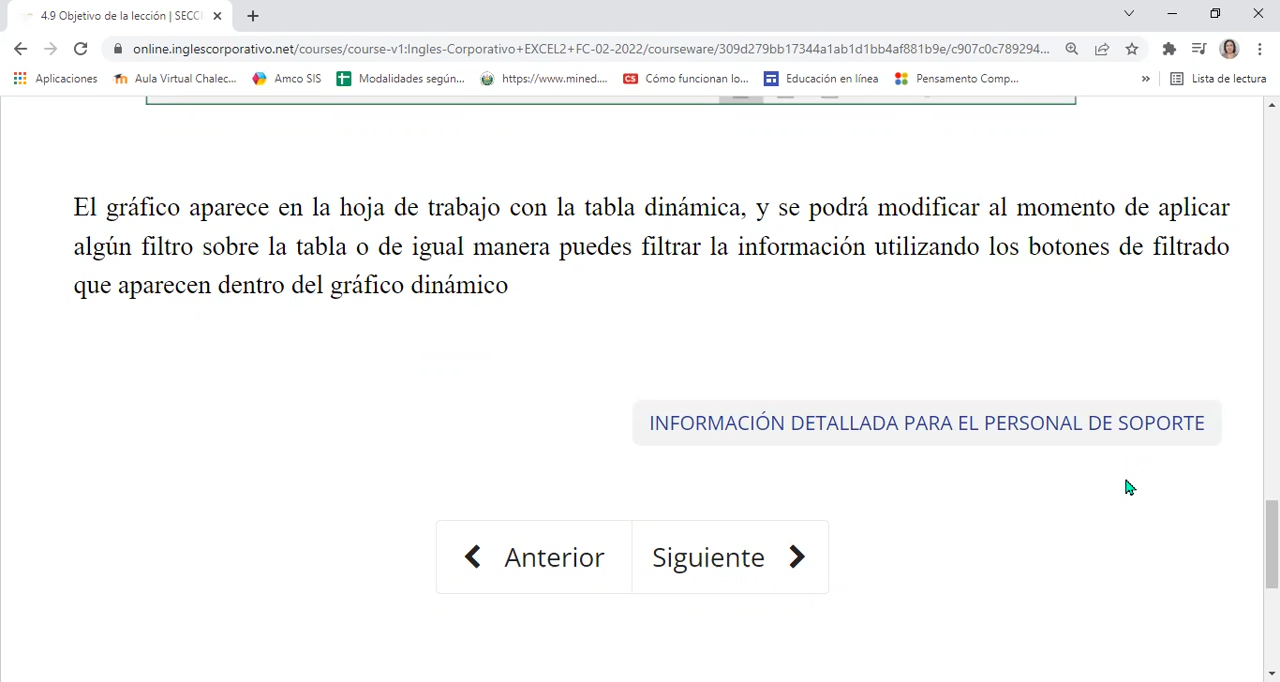 4.9 Objetivo de la lección | SECCI
online.inglescorporativo.net/courses/course-v1:Ingles-Corporativo+EXCEL2+FC-02-2022/courseware/309d279bb17344a1ab1d1bb4af881b9e/c907c0c789294...
Aplicaciones
Aula Virtual Chalec...
Amco SIS
Modalidades según...
https://www.mined....
CS
Cómo funcionan lo...
Educación en línea
Pensamento Comp...
»
Lista de lectura
El gráfico aparece en la hoja de trabajo con la tabla dinámica, y se podrá modificar al momento de aplicar
algún filtro sobre la tabla o de igual manera puedes filtrar la información utilizando los botones de filtrado
que aparecen dentro del gráfico dinámico
INFORMACIÓN DETALLADA PARA EL PERSONAL DE SOPORTE
Anterior
Siguiente